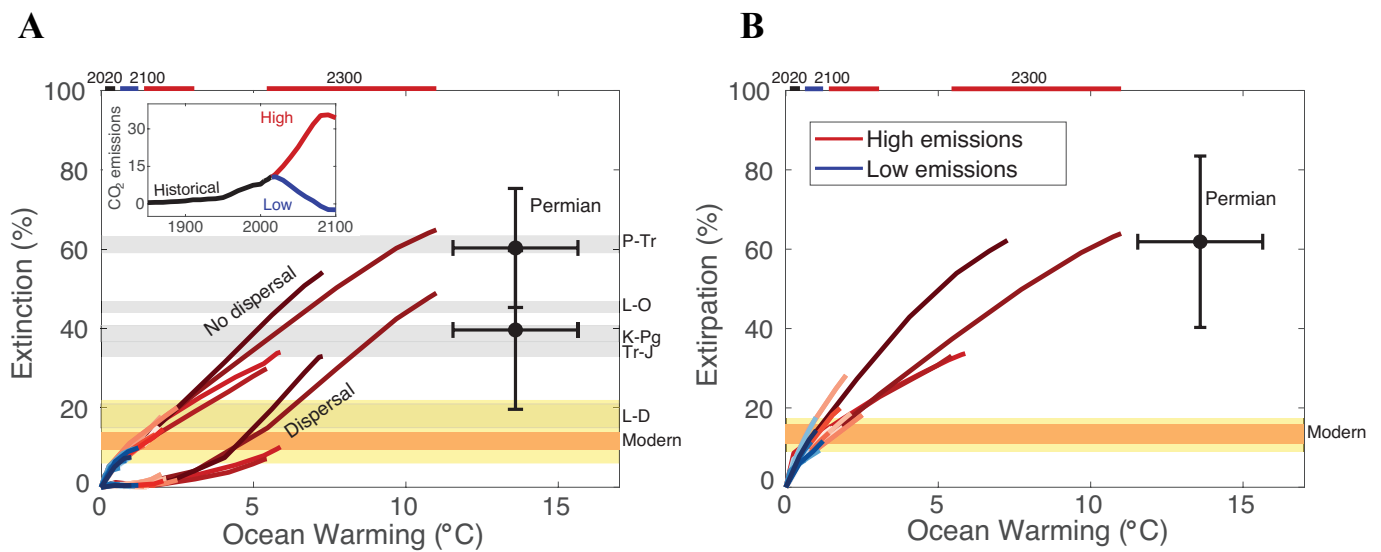 A
2020 2100 2300
100
80
60
40
20
0
Extinction (%)
30
15
0
CO2 emissions
High
Historical
Low
1900 2000 2100
Permian
P-Tr
L-O
K-Pg
Tr-J
L-D
Modern
No dispersal
Dispersal
0 5 10 15
Ocean Warming (°C)
B
2020 2100 2300
100
80
60
40
20
0
Extirpation (%)
High emissions
Low emissions
Permian
Modern
0 5 10 15
Ocean Warming (°C)